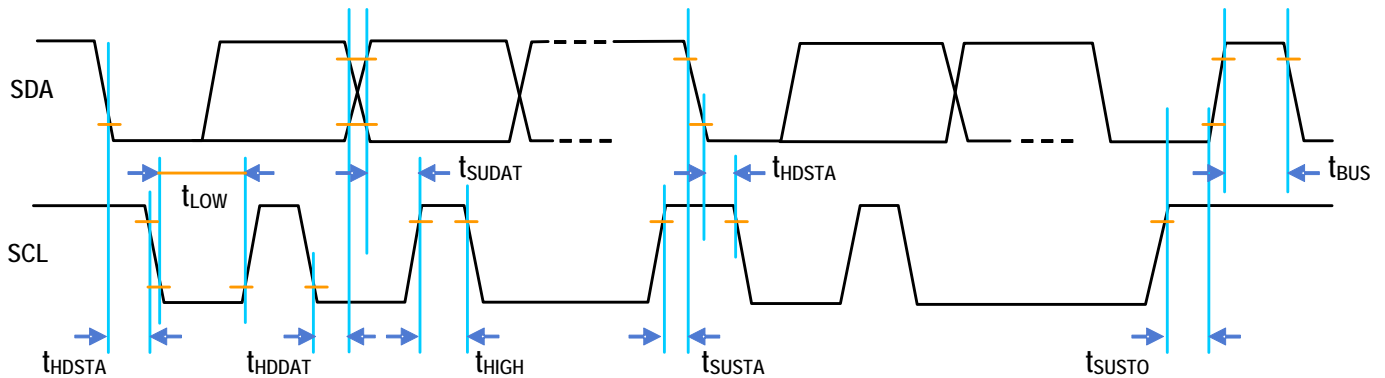 SDA
tSUDAT
tHDSTA
tBUS
tLOW
SCL
tHDSTA
tHDDAT
tHIGH
tSUSTA
tSUSTO